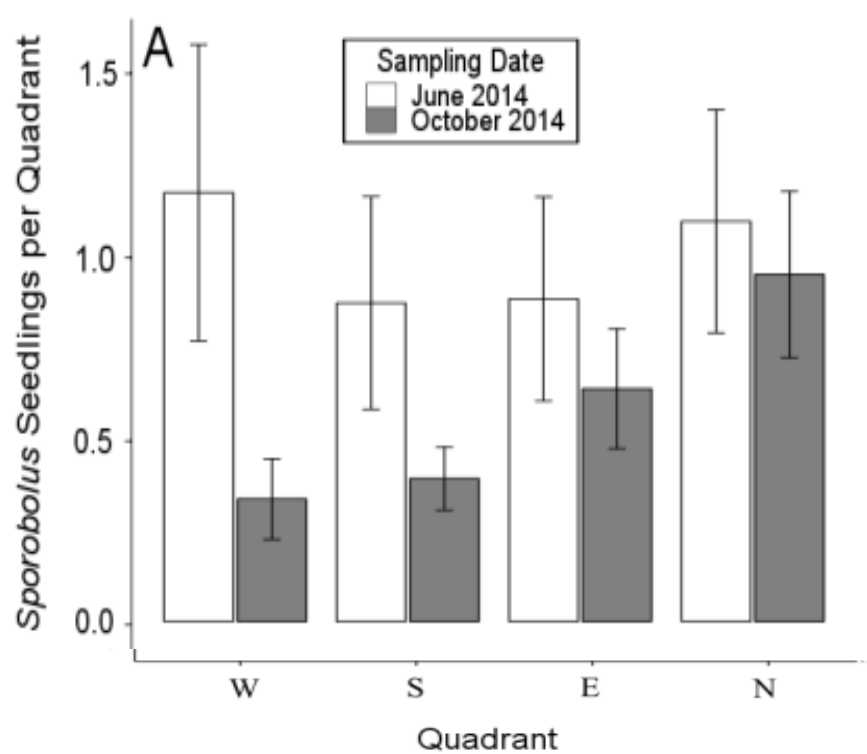 A
Sampling Date
June 2014
October 2014
Sporobolus Seedlings per Quadrant
1.5
1.0
0.5
0.0
W S E N
Quadrant